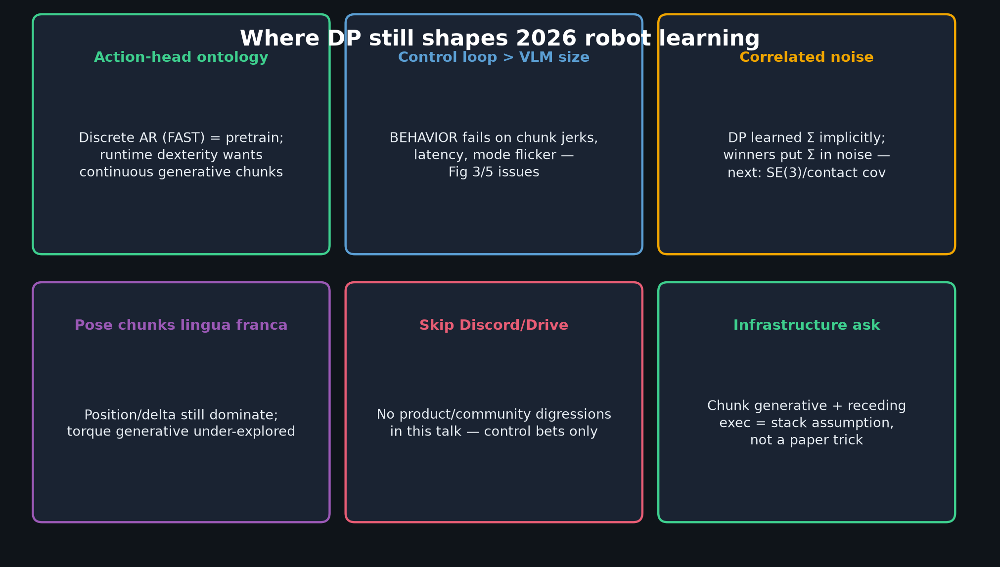 Where DP still shapes 2026 robot learning
Action-head ontology
Discrete AR (FAST) = pretrain;
runtime dexterity wants
continuous generative chunks
Control loop > VLM size
BEHAVIOR fails on chunk jerks,
latency, mode flicker —
Fig 3/5 issues
Correlated noise
DP learned Σ implicitly;
winners put Σ in noise —
next: SE(3)/contact cov
Pose chunks lingua franca
Position/delta still dominate;
torque generative under-explored
Skip Discord/Drive
No product/community digressions
in this talk — control bets only
Infrastructure ask
Chunk generative + receding
exec = stack assumption,
not a paper trick